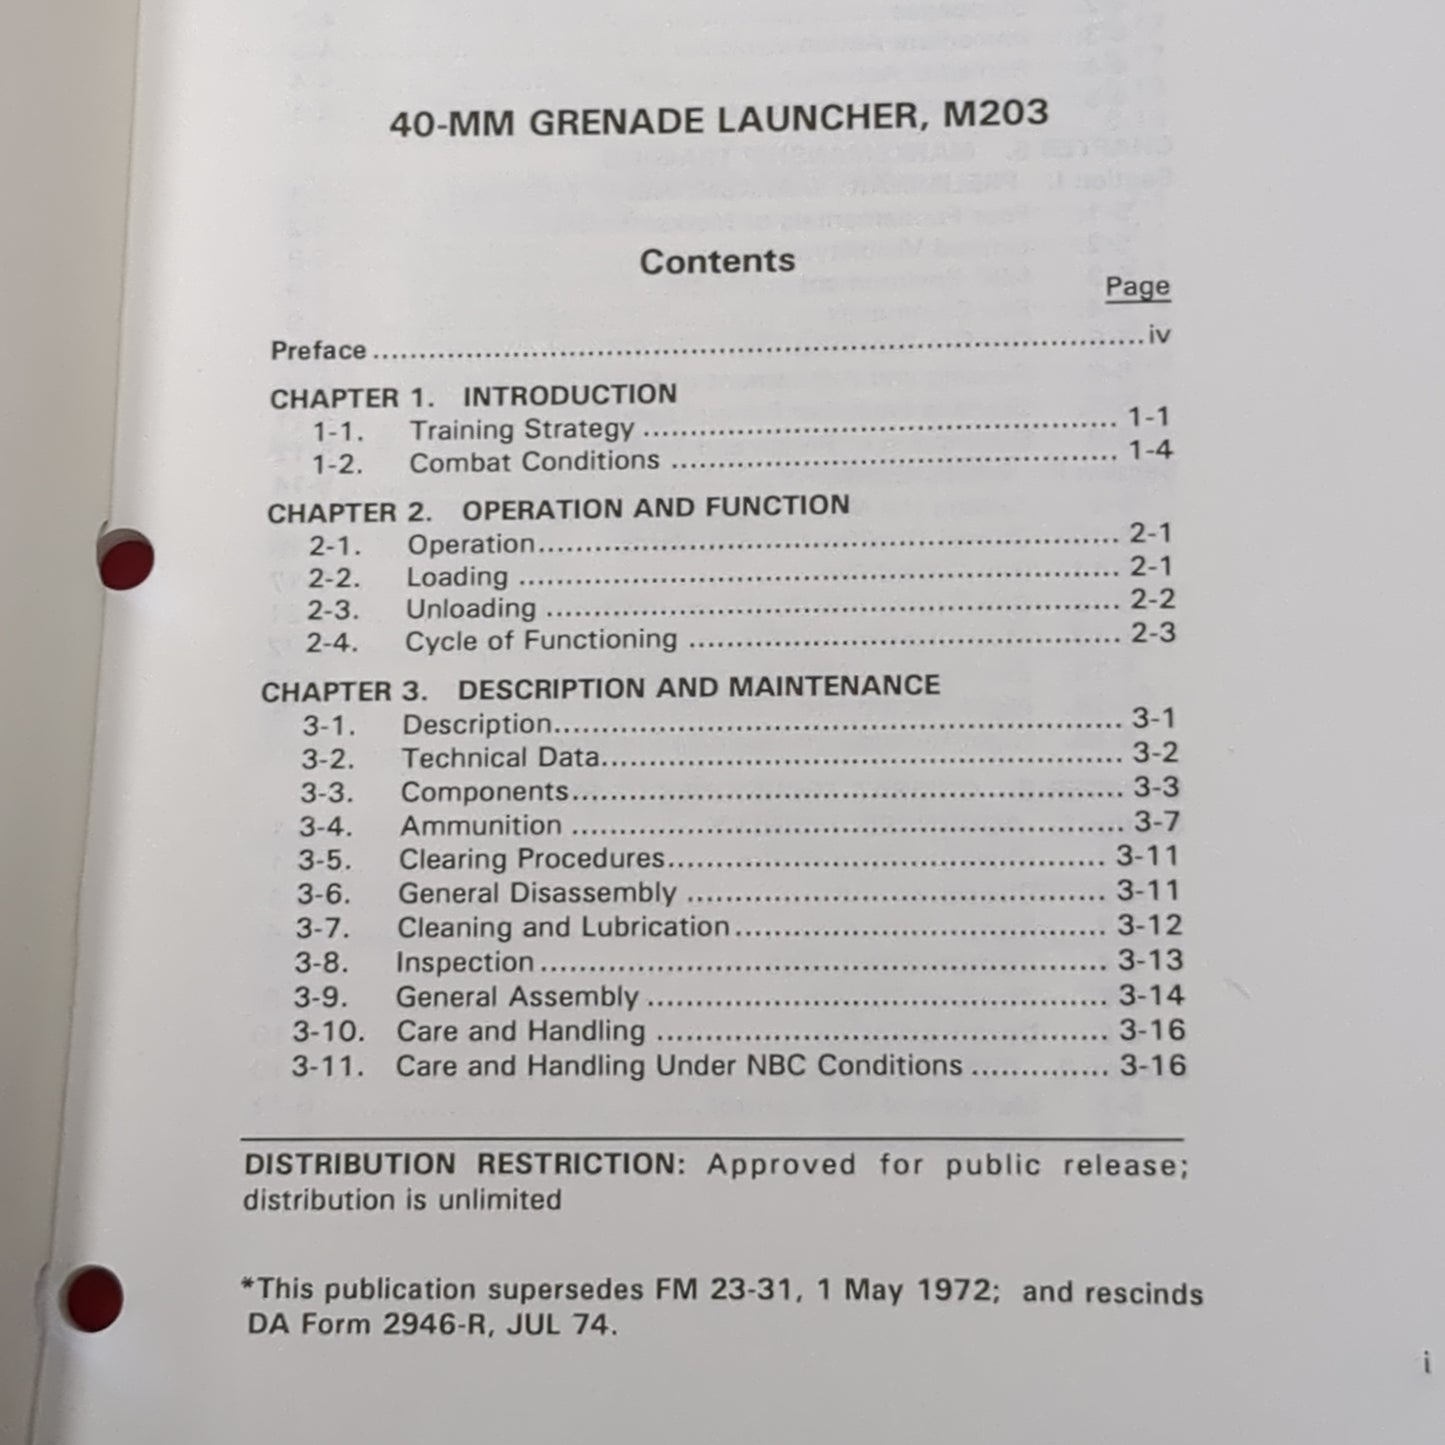 40-MM GRENADE LAUNCHER, M203
Contents
Page
Preface ........ iv
CHAPTER 1. INTRODUCTION
1-1. Training Strategy ........ 1-1
1-2. Combat Conditions ........ 1-4
CHAPTER 2. OPERATION AND FUNCTION
2-1. Operation ........ 2-1
2-2. Loading ........ 2-1
2-3. Unloading ........ 2-2
2-4. Cycle of Functioning ........ 2-3
CHAPTER 3. DESCRIPTION AND MAINTENANCE
3-1. Description ........ 3-1
3-2. Technical Data ........ 3-2
3-3. Components ........ 3-3
3-4. Ammunition ........ 3-7
3-5. Clearing Procedures ........ 3-11
3-6. General Disassembly ........ 3-11
3-7. Cleaning and Lubrication ........ 3-12
3-8. Inspection ........ 3-13
3-9. General Assembly ........ 3-14
3-10. Care and Handling ........ 3-16
3-11. Care and Handling Under NBC Conditions ........ 3-16
DISTRIBUTION RESTRICTION: Approved for public release;
distribution is unlimited
*This publication supersedes FM 23-31, 1 May 1972; and rescinds
DA Form 2946-R, JUL 74.
i